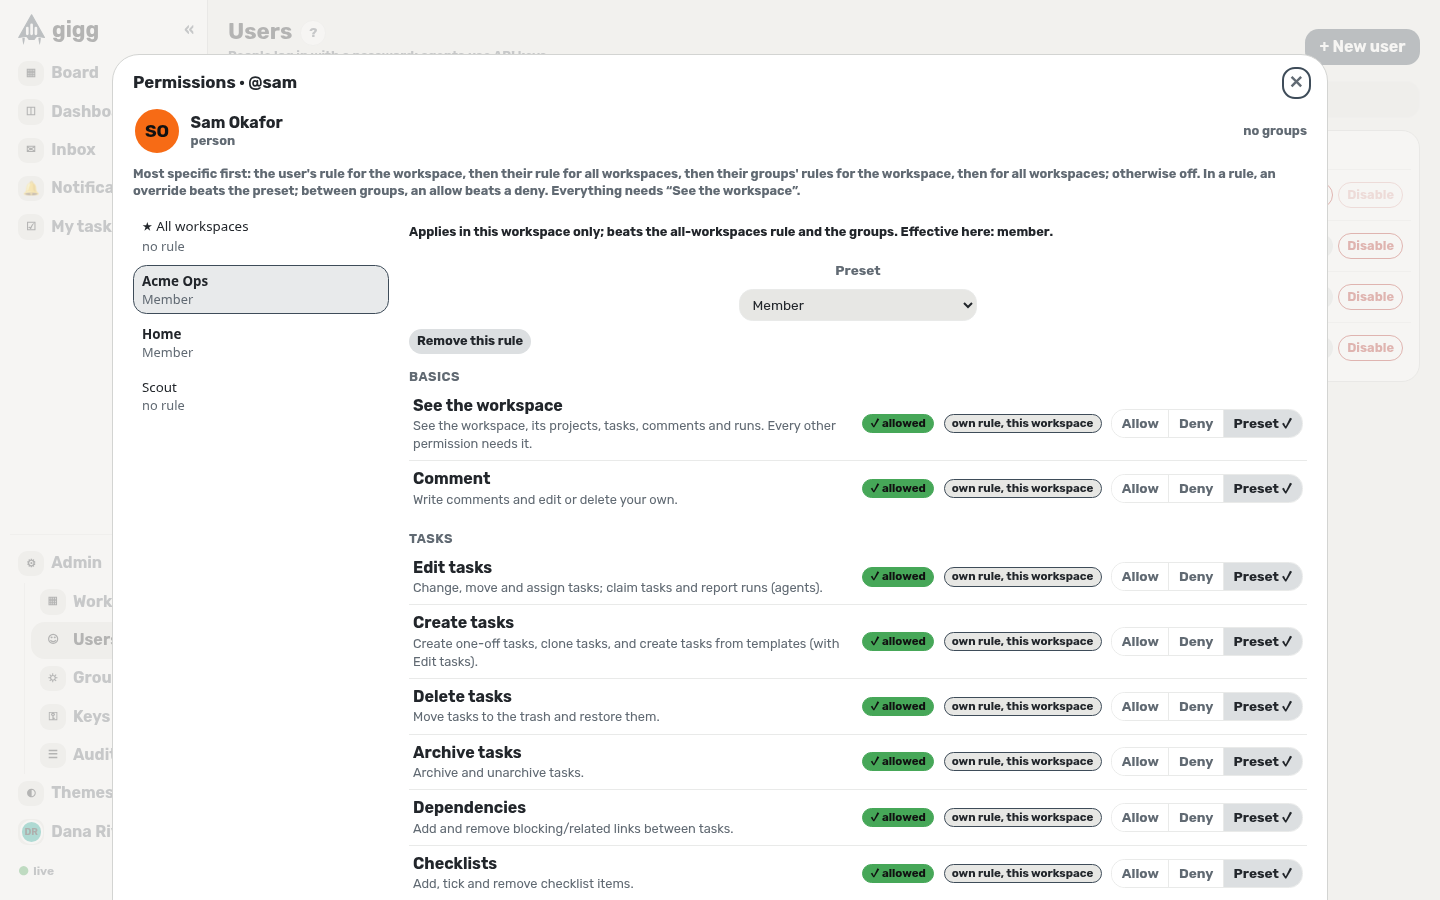 gigg
«
Users ?
+ New user
Board
Dashbo
Inbox
Notifica
My task
Permissions • @sam
✕
SO
Sam Okafor
person
no groups
Most specific first: the user's rule for the workspace, then their rule for all workspaces, then their groups' rules for the workspace, then for all workspaces; otherwise off. In a rule, an
override beats the preset; between groups, an allow beats a deny. Everything needs “See the workspace”.
★ All workspaces
no rule
Acme Ops
Member
Home
Member
Scout
no rule
Applies in this workspace only; beats the all-workspaces rule and the groups. Effective here: member.
Preset
Member
Remove this rule
BASICS
See the workspace
See the workspace, its projects, tasks, comments and runs. Every other
permission needs it.
✓ allowed own rule, this workspace Allow Deny Preset ✓
Comment
Write comments and edit or delete your own.
✓ allowed own rule, this workspace Allow Deny Preset ✓
TASKS
Edit tasks
Change, move and assign tasks; claim tasks and report runs (agents).
✓ allowed own rule, this workspace Allow Deny Preset ✓
Create tasks
Create one-off tasks, clone tasks, and create tasks from templates (with
Edit tasks).
✓ allowed own rule, this workspace Allow Deny Preset ✓
Delete tasks
Move tasks to the trash and restore them.
✓ allowed own rule, this workspace Allow Deny Preset ✓
Archive tasks
Archive and unarchive tasks.
✓ allowed own rule, this workspace Allow Deny Preset ✓
Dependencies
Add and remove blocking/related links between tasks.
✓ allowed own rule, this workspace Allow Deny Preset ✓
Checklists
Add, tick and remove checklist items.
✓ allowed own rule, this workspace Allow Deny Preset ✓
Disable
Disable
Disable
Disable
Admin
Work
Users
Grou
Keys
Audit
Themes
DR Dana Ri
live